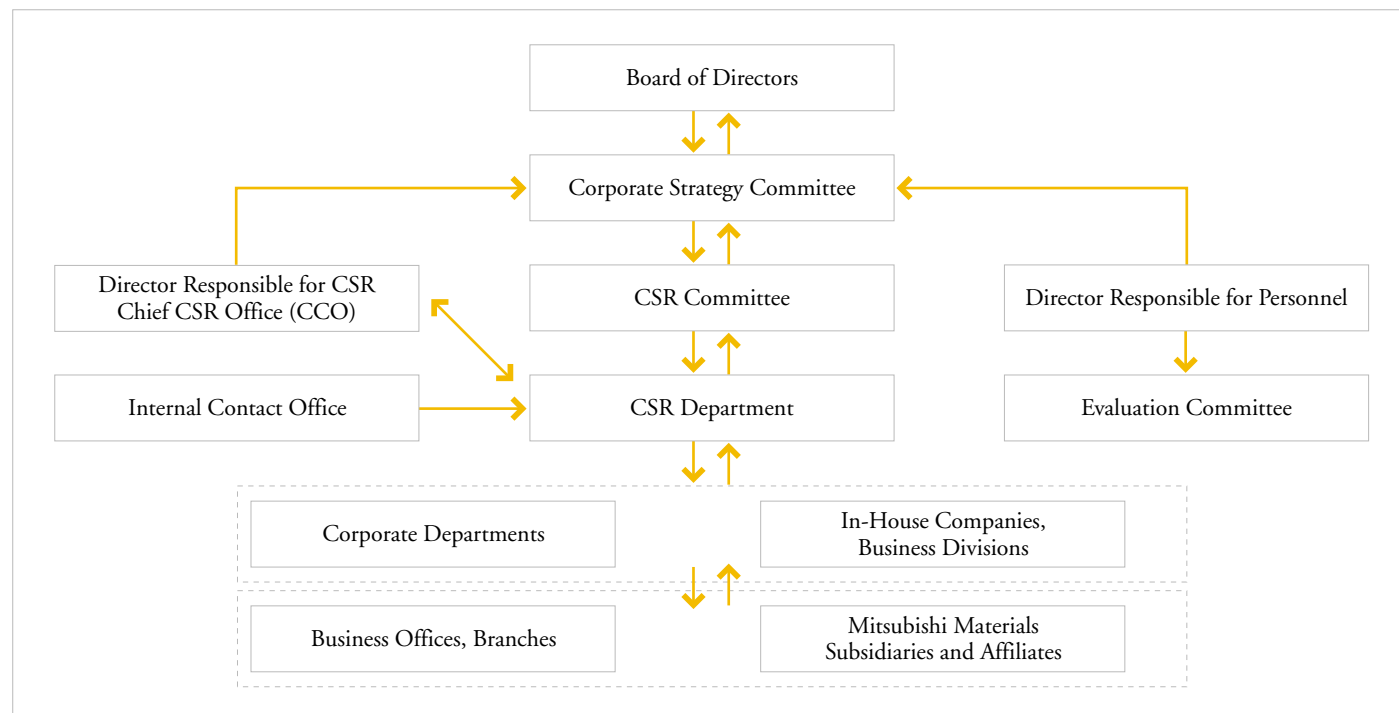 Board of Directors
Corporate Strategy Committee
Director Responsible for CSR
Chief CSR Office (CCO)
CSR Committee
Director Responsible for Personnel
Internal Contact Office
CSR Department
Evaluation Committee
Corporate Departments
In-House Companies,
Business Divisions
Business Offices, Branches
Mitsubishi Materials
Subsidiaries and Affiliates